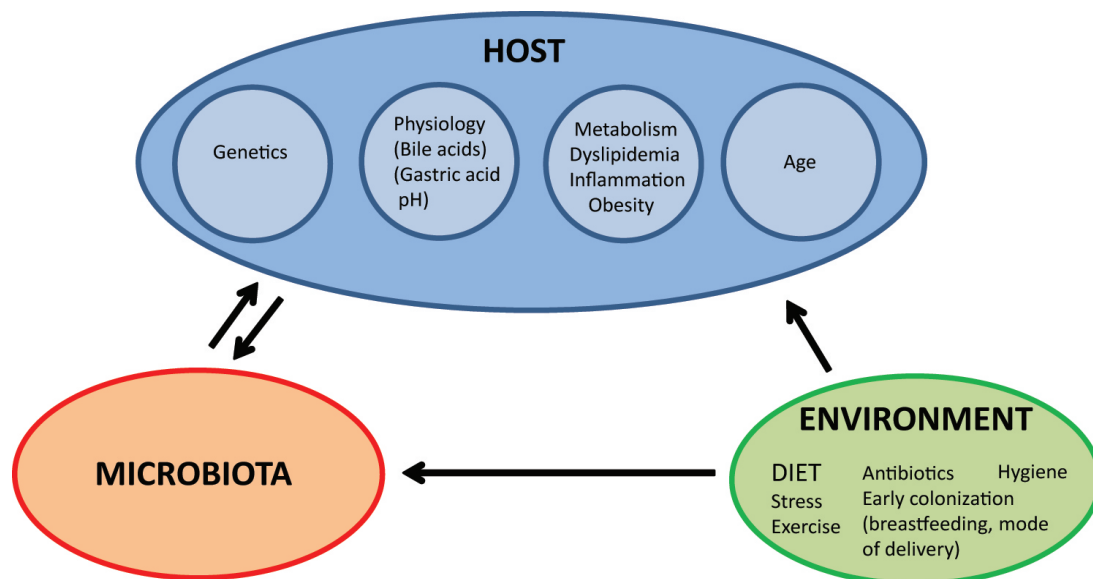 HOST
Genetics
Physiology
(Bile acids)
(Gastric acid
pH)
Metabolism
Dyslipidemia
Inflammation
Obesity
Age
MICROBIOTA
ENVIRONMENT
DIET
Stress
Exercise
Antibiotics
Hygiene
Early colonization
(breastfeeding, mode
of delivery)